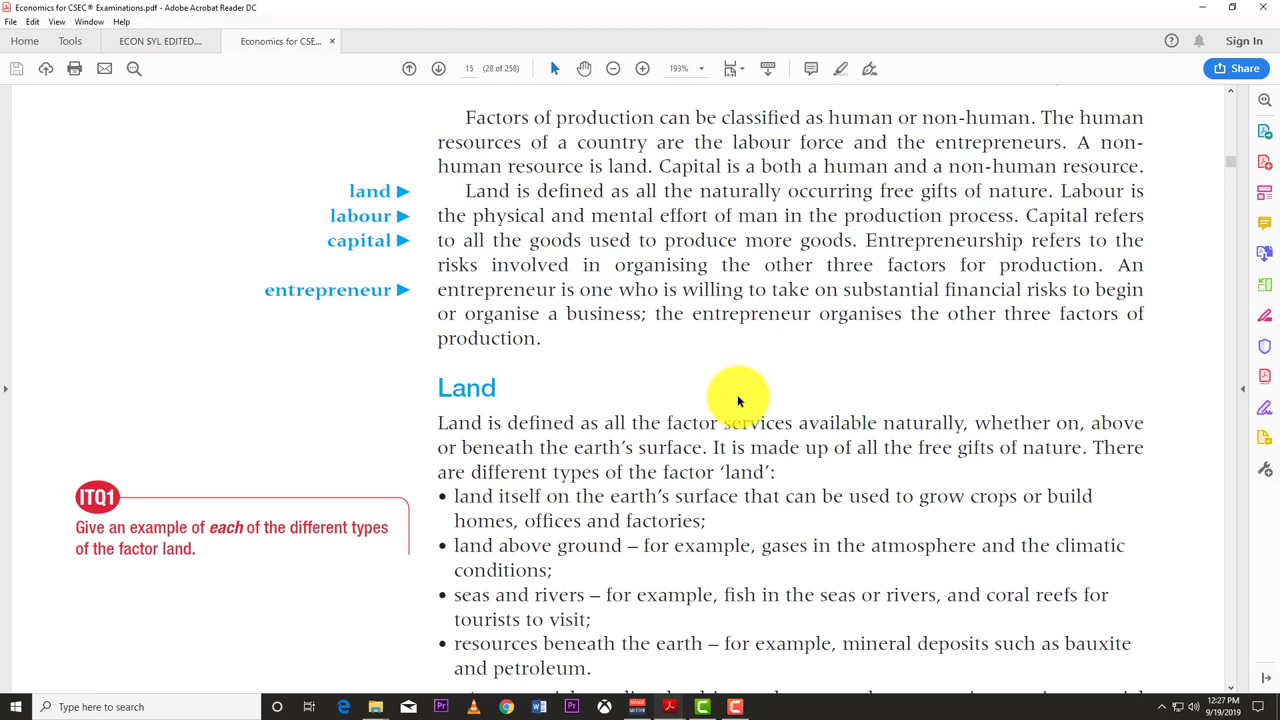 Economics for CSEC® Examinations.pdf - Adobe Acrobat Reader DC
File Edit View Window Help
Home Tools ECON SYL EDITED.... Economics for CSE... × Sign In
15 (28 of 258) 193% Share
Factors of production can be classified as human or non-human. The human
resources of a country are the labour force and the entrepreneurs. A non-
human resource is land. Capital is a both a human and a non-human resource.
land ▶ Land is defined as all the naturally occurring free gifts of nature. Labour is
labour ▶ the physical and mental effort of man in the production process. Capital refers
capital ▶ to all the goods used to produce more goods. Entrepreneurship refers to the
risks involved in organising the other three factors for production. An
entrepreneur ▶ entrepreneur is one who is willing to take on substantial financial risks to begin
or organise a business; the entrepreneur organises the other three factors of
production.
Land
Land is defined as all the factor services available naturally, whether on, above
or beneath the earth's surface. It is made up of all the free gifts of nature. There
are different types of the factor 'land':
• land itself on the earth's surface that can be used to grow crops or build
homes, offices and factories;
• land above ground – for example, gases in the atmosphere and the climatic
conditions;
• seas and rivers – for example, fish in the seas or rivers, and coral reefs for
tourists to visit;
• resources beneath the earth – for example, mineral deposits such as bauxite
and petroleum.
ITQ1
Give an example of each of the different types
of the factor land.
Type here to search
12:27 PM
9/19/2019